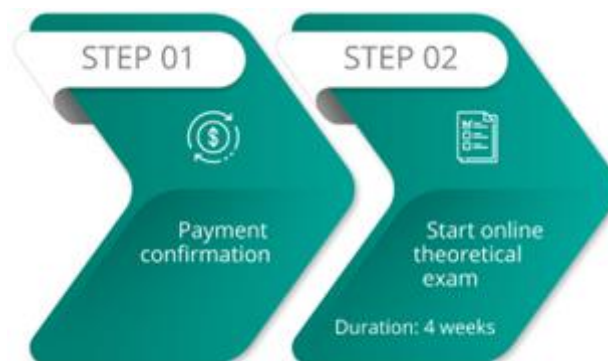 STEP 01
Payment
confirmation
STEP 02
Start online
theoretical
exam
Duration: 4 weeks